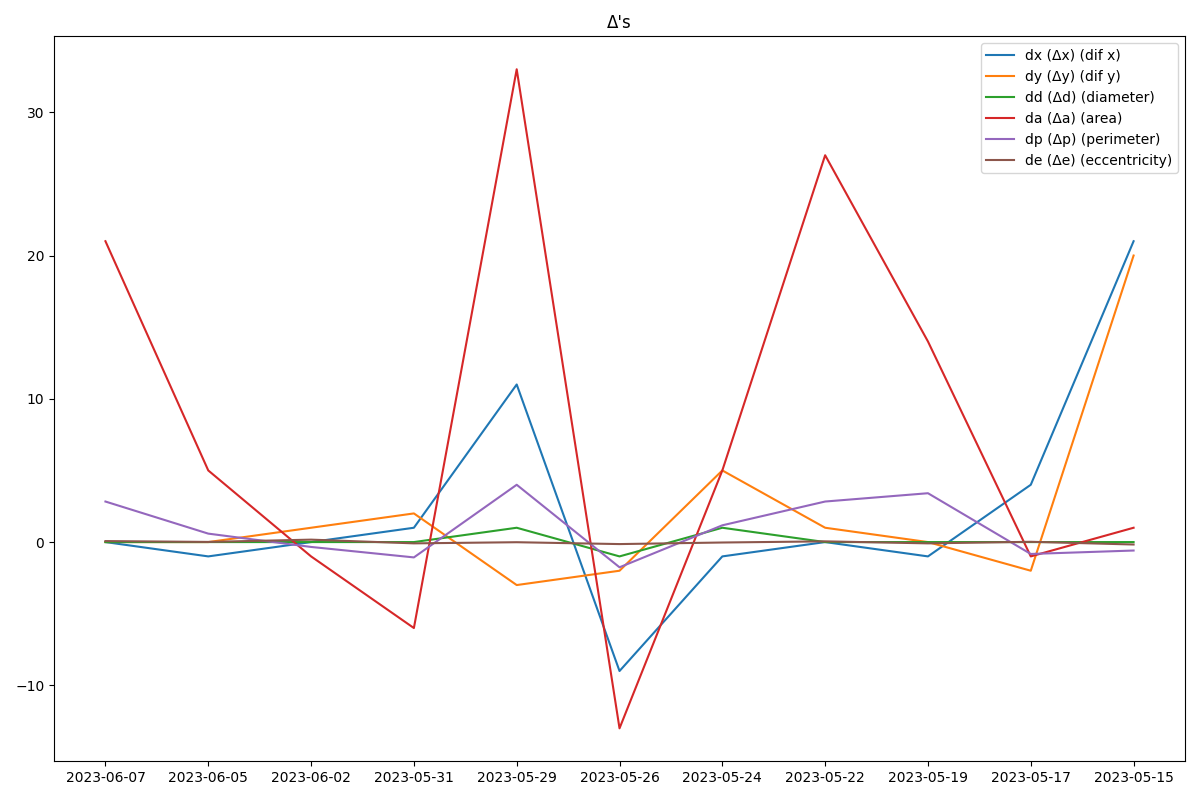 Δ's
dx (Δx) (dif x)
dy (Δy) (dif y)
dd (Δd) (diameter)
da (Δa) (area)
dp (Δp) (perimeter)
de (Δe) (eccentricity)
30
20
10
0
−10
2023-06-07 2023-06-05 2023-06-02 2023-05-31 2023-05-29 2023-05-26 2023-05-24 2023-05-22 2023-05-19 2023-05-17 2023-05-15